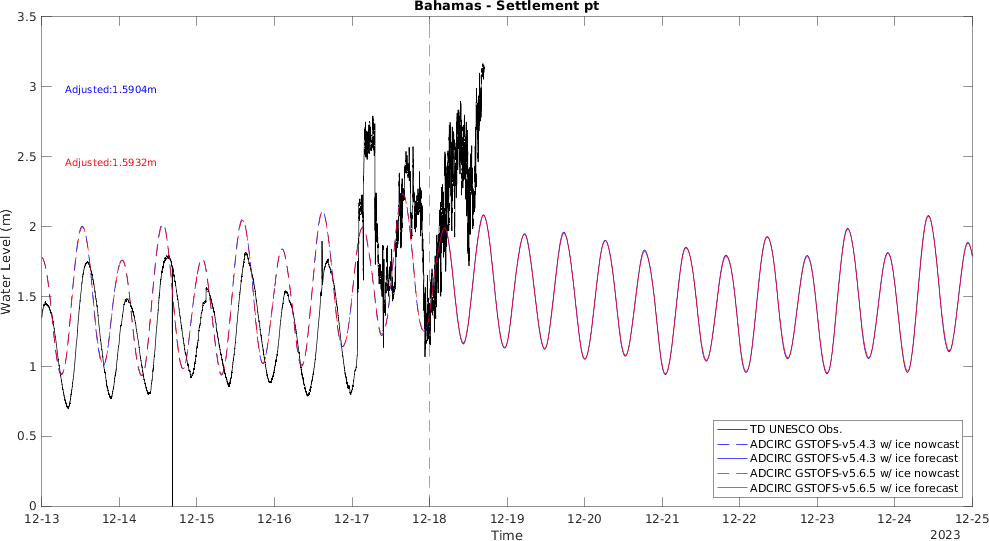 Bahamas - Settlement pt
3.5
3
2.5
2
1.5
1
0.5
0
Water Level (m)
Adjusted:1.5904m
Adjusted:1.5932m
TD UNESCO Obs.
ADCIRC GSTOFS-v5.4.3 w/ ice nowcast
ADCIRC GSTOFS-v5.4.3 w/ ice forecast
ADCIRC GSTOFS-v5.6.5 w/ ice nowcast
ADCIRC GSTOFS-v5.6.5 w/ ice forecast
12-13 12-14 12-15 12-16 12-17 12-18 12-19 12-20 12-21 12-22 12-23 12-24 12-25
Time
2023